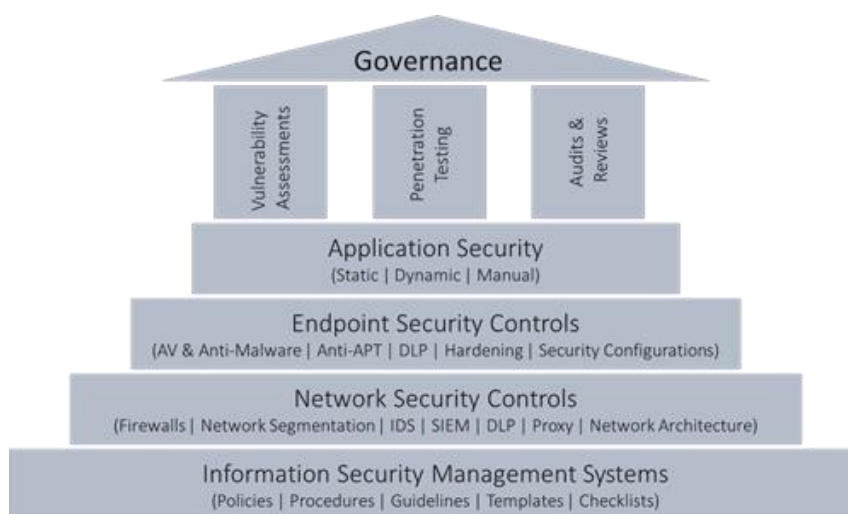 Governance
Vulnerability
Assessments
Penetration
Testing
Audits &
Reviews
Application Security
(Static | Dynamic | Manual)
Endpoint Security Controls
(AV & Anti-Malware | Anti-APT | DLP | Hardening | Security Configurations)
Network Security Controls
(Firewalls | Network Segmentation | IDS | SIEM | DLP | Proxy | Network Architecture)
Information Security Management Systems
(Policies | Procedures | Guidelines | Templates | Checklists)